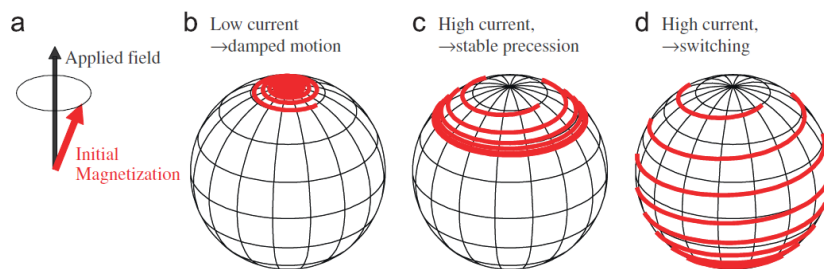 a
Applied field
Initial
Magnetization
b
Low current
→damped motion
c
High current,
→stable precession
d
High current,
→switching